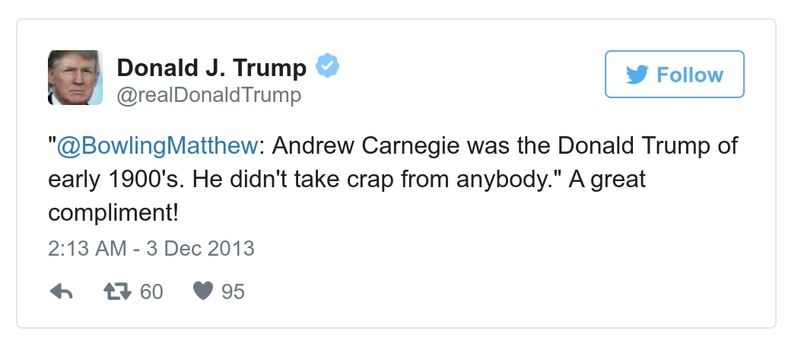 Donald J. Trump
@realDonaldTrump
Follow
"@BowlingMatthew: Andrew Carnegie was the Donald Trump of
early 1900's. He didn't take crap from anybody." A great
compliment!
2:13 AM - 3 Dec 2013
60 95